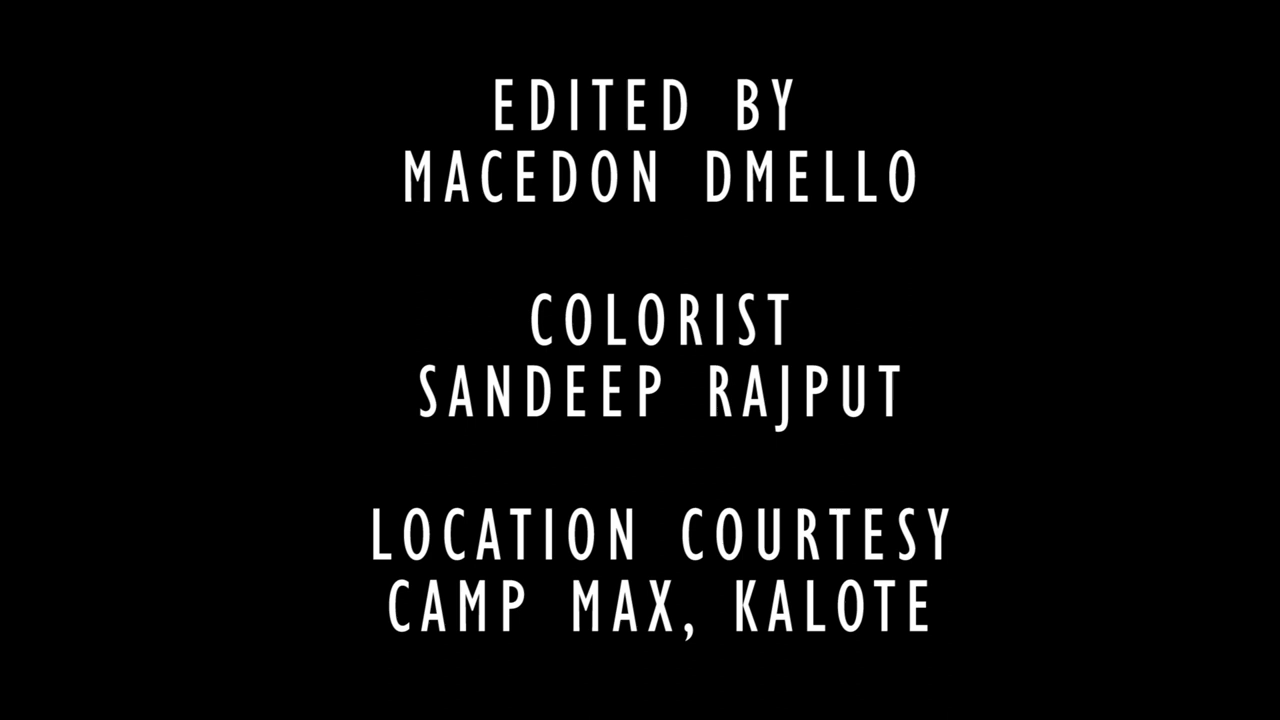 EDITED BY
MACEDON DMELLO
COLORIST
SANDEEP RAJPUT
LOCATION COURTESY
CAMP MAX, KALOTE